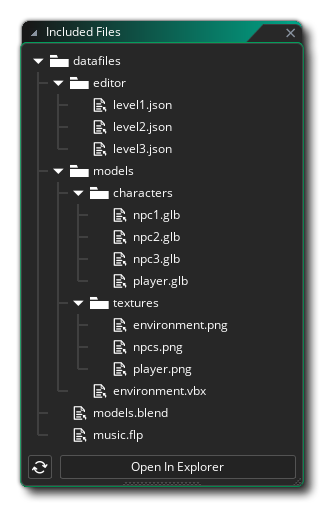 Included Files
datafiles
editor
level1.json
level2.json
level3.json
models
characters
npc1.glb
npc2.glb
npc3.glb
player.glb
textures
environment.png
npcs.png
player.png
environment.vbx
models.blend
music.flp
Open In Explorer